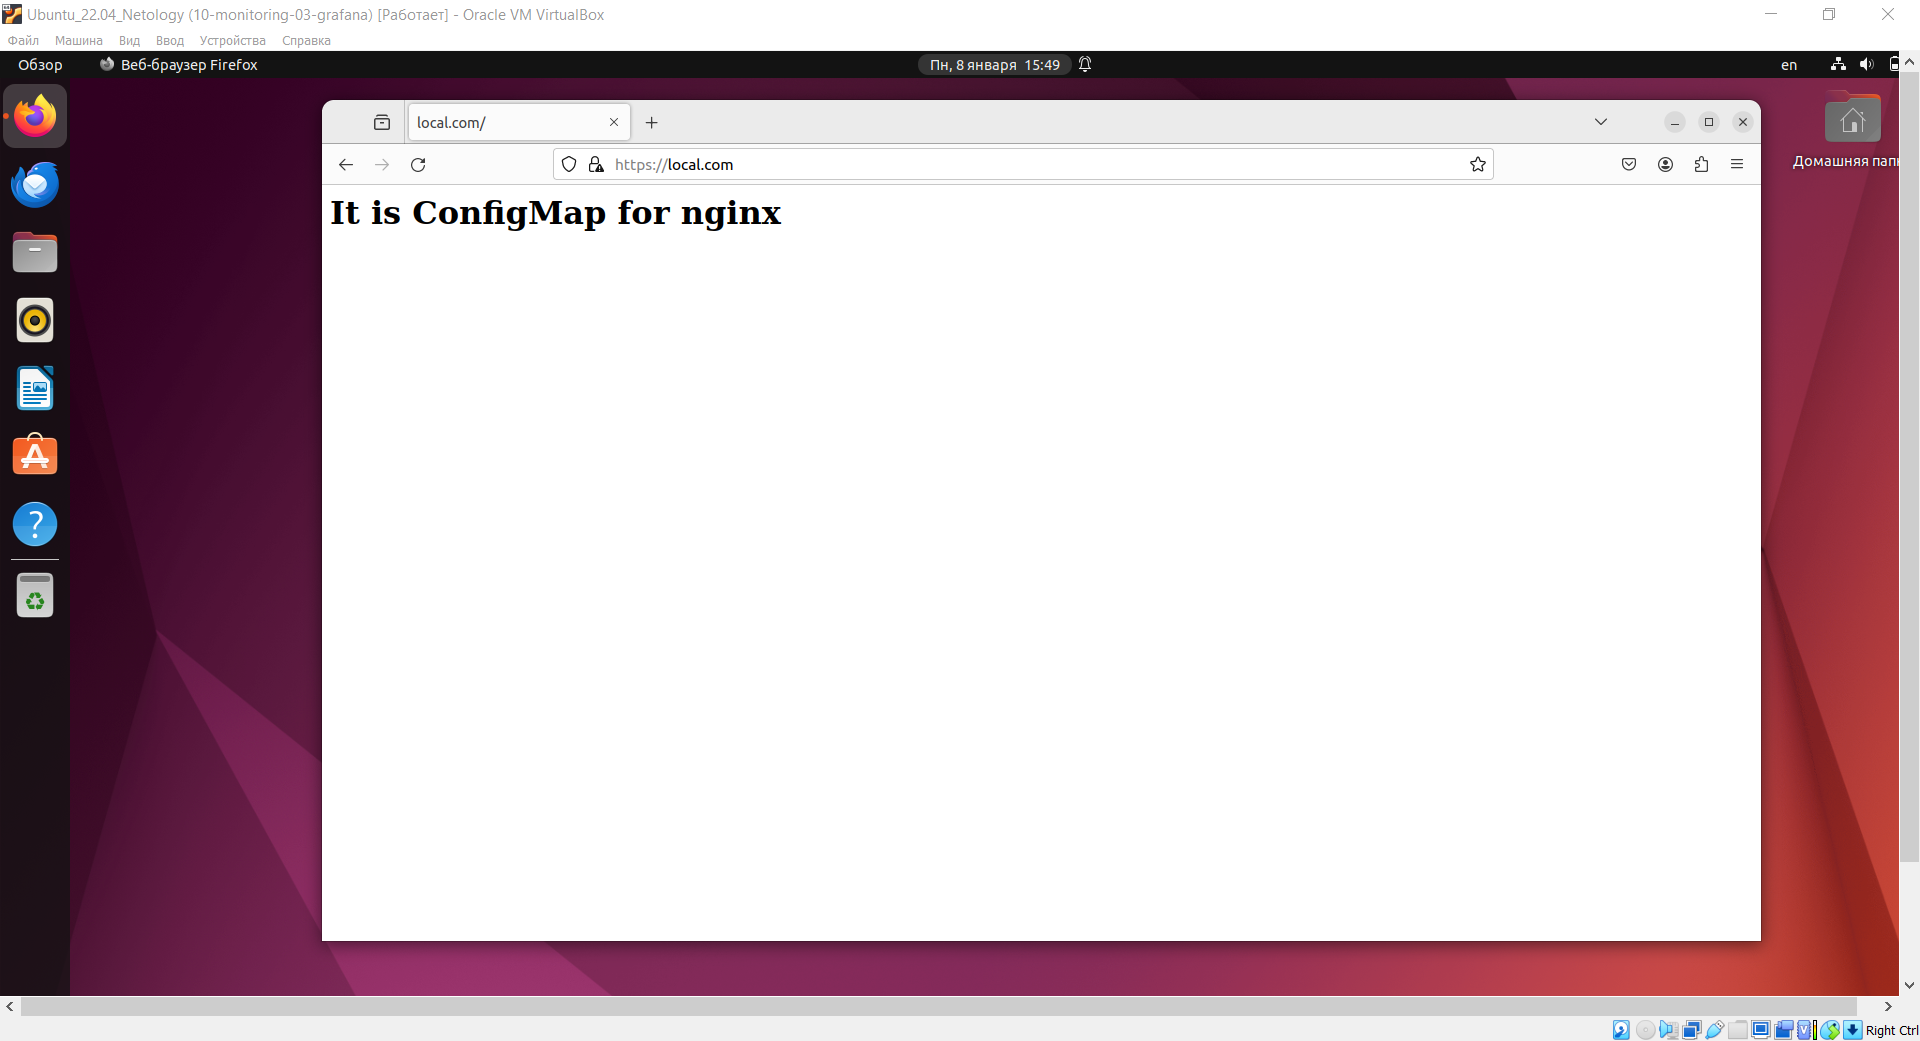 Ubuntu_22.04_Netology (10-monitoring-03-grafana) [Работает] - Oracle VM VirtualBox
Файл Машина Вид Ввод Устройства Справка
Обзор Веб-браузер Firefox Пн, 8 января 15:49 en
local.com/
https://local.com
Домашняя пап
It is ConfigMap for nginx
Right Ctrl